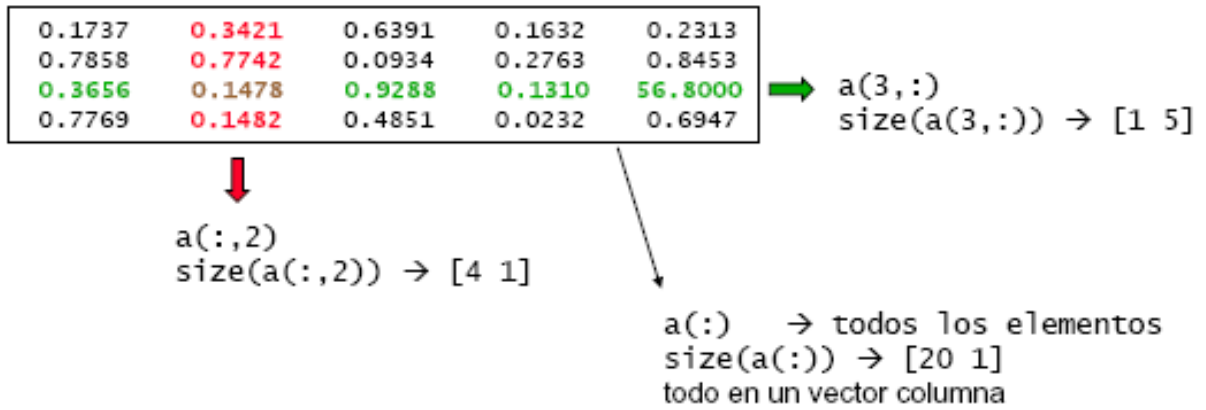 0.1737 0.3421 0.6391 0.1632 0.2313
0.7858 0.7742 0.0934 0.2763 0.8453
0.3656 0.1478 0.9288 0.1310 56.8000
0.7769 0.1482 0.4851 0.0232 0.6947
a(3,:)
size(a(3,:)) → [1 5]
a(:,2)
size(a(:,2)) → [4 1]
a(:) → todos los elementos
size(a(:)) → [20 1]
todo en un vector columna